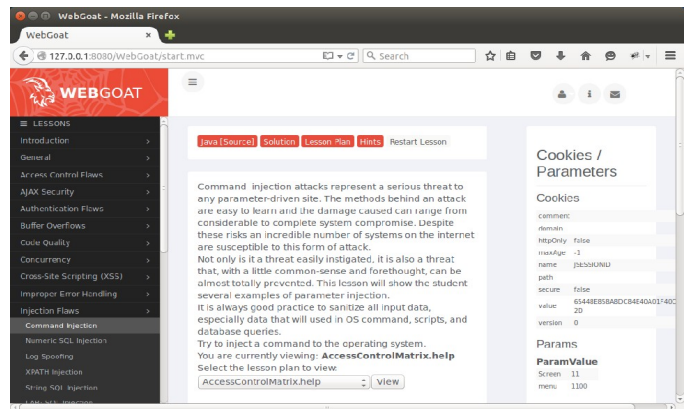 WebGoat - Mozilla Firefox
WebGoat
127.0.0.1:8080/WebGoat/start.mvc
Search
WEBGOAT
LESSONS
Introduction
General
Access Control Flaws
AJAX Security
Authentication Flaws
Buffer Overflows
Code Quality
Concurrency
Cross-Site Scripting (XSS)
Improper Error Handling
Injection Flaws
Command Injection
Numeric SQL Injection
Log Spoofing
XPATH Injection
String SQL Injection
Java [Source] Solution Lesson Plan Hints Restart Lesson
Command injection attacks represent a serious threat to
any parameter-driven site. The methods behind an attack
are easy to learn and the damage caused can range from
considerable to complete system compromise. Despite
these risks an incredible number of systems on the internet
are susceptible to this form of attack.
Not only is it a threat easily instigated, it is also a threat
that, with a little common-sense and forethought, can be
almost totally prevented. This lesson will show the student
several examples of parameter injection.
It is always good practice to sanitize all input data,
especially data that will used in OS command, scripts, and
database queries.
Try to inject a command to the operating system.
You are currently viewing: AccessControlMatrix.help
Select the lesson plan to view:
AccessControlMatrix.help View
Cookies /
Parameters
Cookies
comment
domain
httpOnly false
maxAge -1
name JSESSIONID
path
secure false
value
2D
version 0
Params
ParamValue
Screen 11
menu 1100